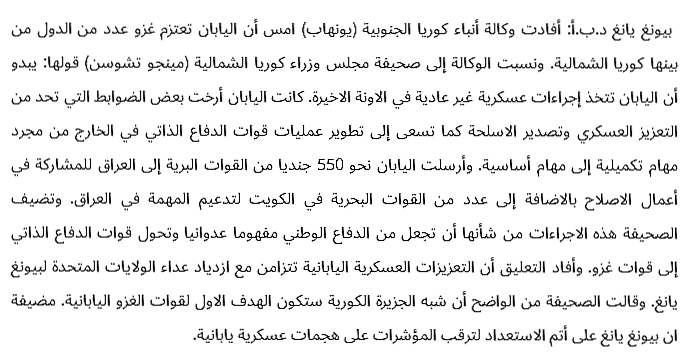 بيونغ يانغ د.ب.أ: أفادت وكالة أنباء كوريا الجنوبية (يونهاب) امس أن اليابان تعتزم غزو عدد من الدول من
بينها كوريا الشمالية. ونسبت الوكالة إلى صحيفة مجلس وزراء كوريا الشمالية (مينجو تشوسن) قولها: يبدو
أن اليابان تتخذ إجراءات عسكرية غير عادية في الاونة الاخيرة. كانت اليابان أرخت بعض الضوابط التي تحد من
التعزيز العسكري وتصدير الاسلحة كما تسعى إلى تطوير عمليات قوات الدفاع الذاتي في الخارج من مجرد
مهام تكميلية إلى مهام أساسية. وأرسلت اليابان نحو 550 جنديا من القوات البرية إلى العراق للمشاركة في
أعمال الاصلاح بالاضافة إلى عدد من القوات البحرية في الكويت لتدعيم المهمة في العراق. وتضيف
الصحيفة هذه الاجراءات من شأنها أن تجعل من الدفاع الوطني مفهوما عدوانيا وتحول قوات الدفاع الذاتي
إلى قوات غزو. وأفاد التعليق أن التعزيزات العسكرية اليابانية تتزامن مع ازدياد عداء الولايات المتحدة لبيونغ
يانغ. وقالت الصحيفة من الواضح أن شبه الجزيرة الكورية ستكون الهدف الاول لقوات الغزو اليابانية. مضيفة
ان بيونغ يانغ على أتم الاستعداد لترقب المؤشرات على هجمات عسكرية يابانية.